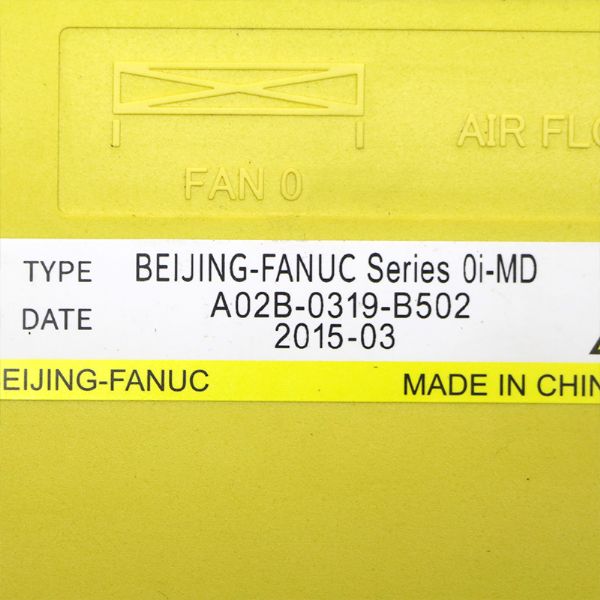 AIR FLO
FAN 0
TYPE BEIJING-FANUC Series 0i-MD
A02B-0319-B502
DATE 2015-03
EIJING-FANUC MADE IN CHIN